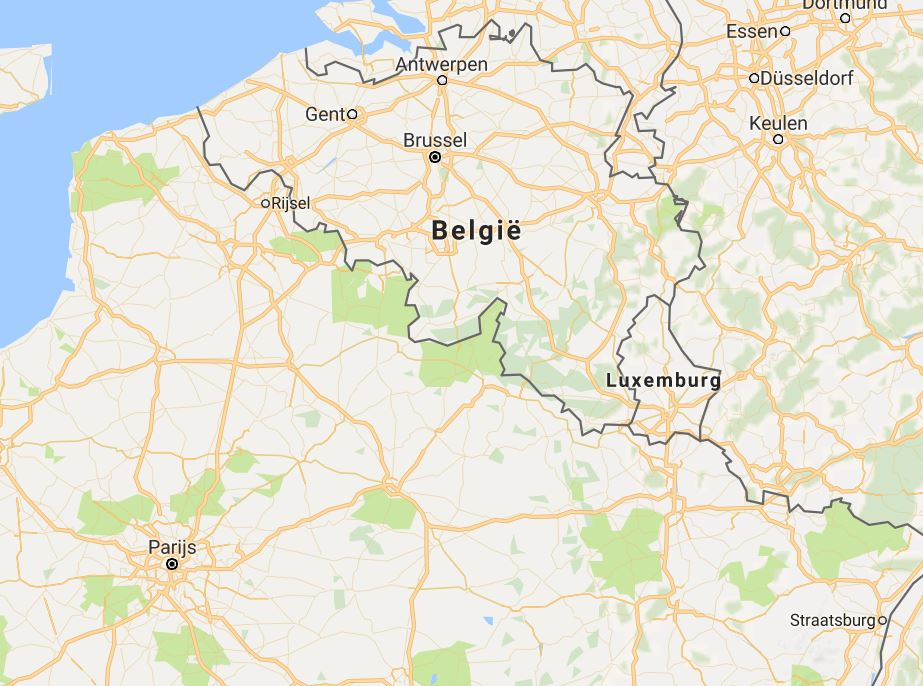 Dortmund
Essen
Antwerpen
Düsseldorf
Gent
Keulen
Brussel
Rijsel
België
Luxemburg
Parijs
Straatsburg